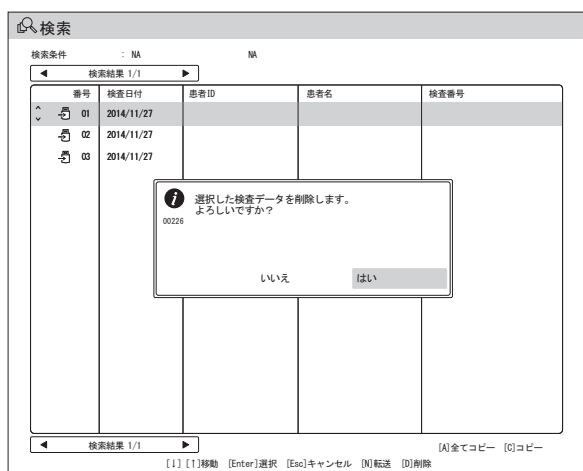 検索
検索条件 : NA NA
◀ 検索結果 1/1 ▶
番号 検査日付 患者ID 患者名 検査番号
01 2014/11/27
02 2014/11/27
03 2014/11/27
選択した検査データを削除します。
よろしいですか？
00226
いいえ はい
◀ 検索結果 1/1 ▶
[A]全てコピー [C]コピー
[↓][↑]移動 [Enter]選択 [Esc]キャンセル [N]転送 [D]削除